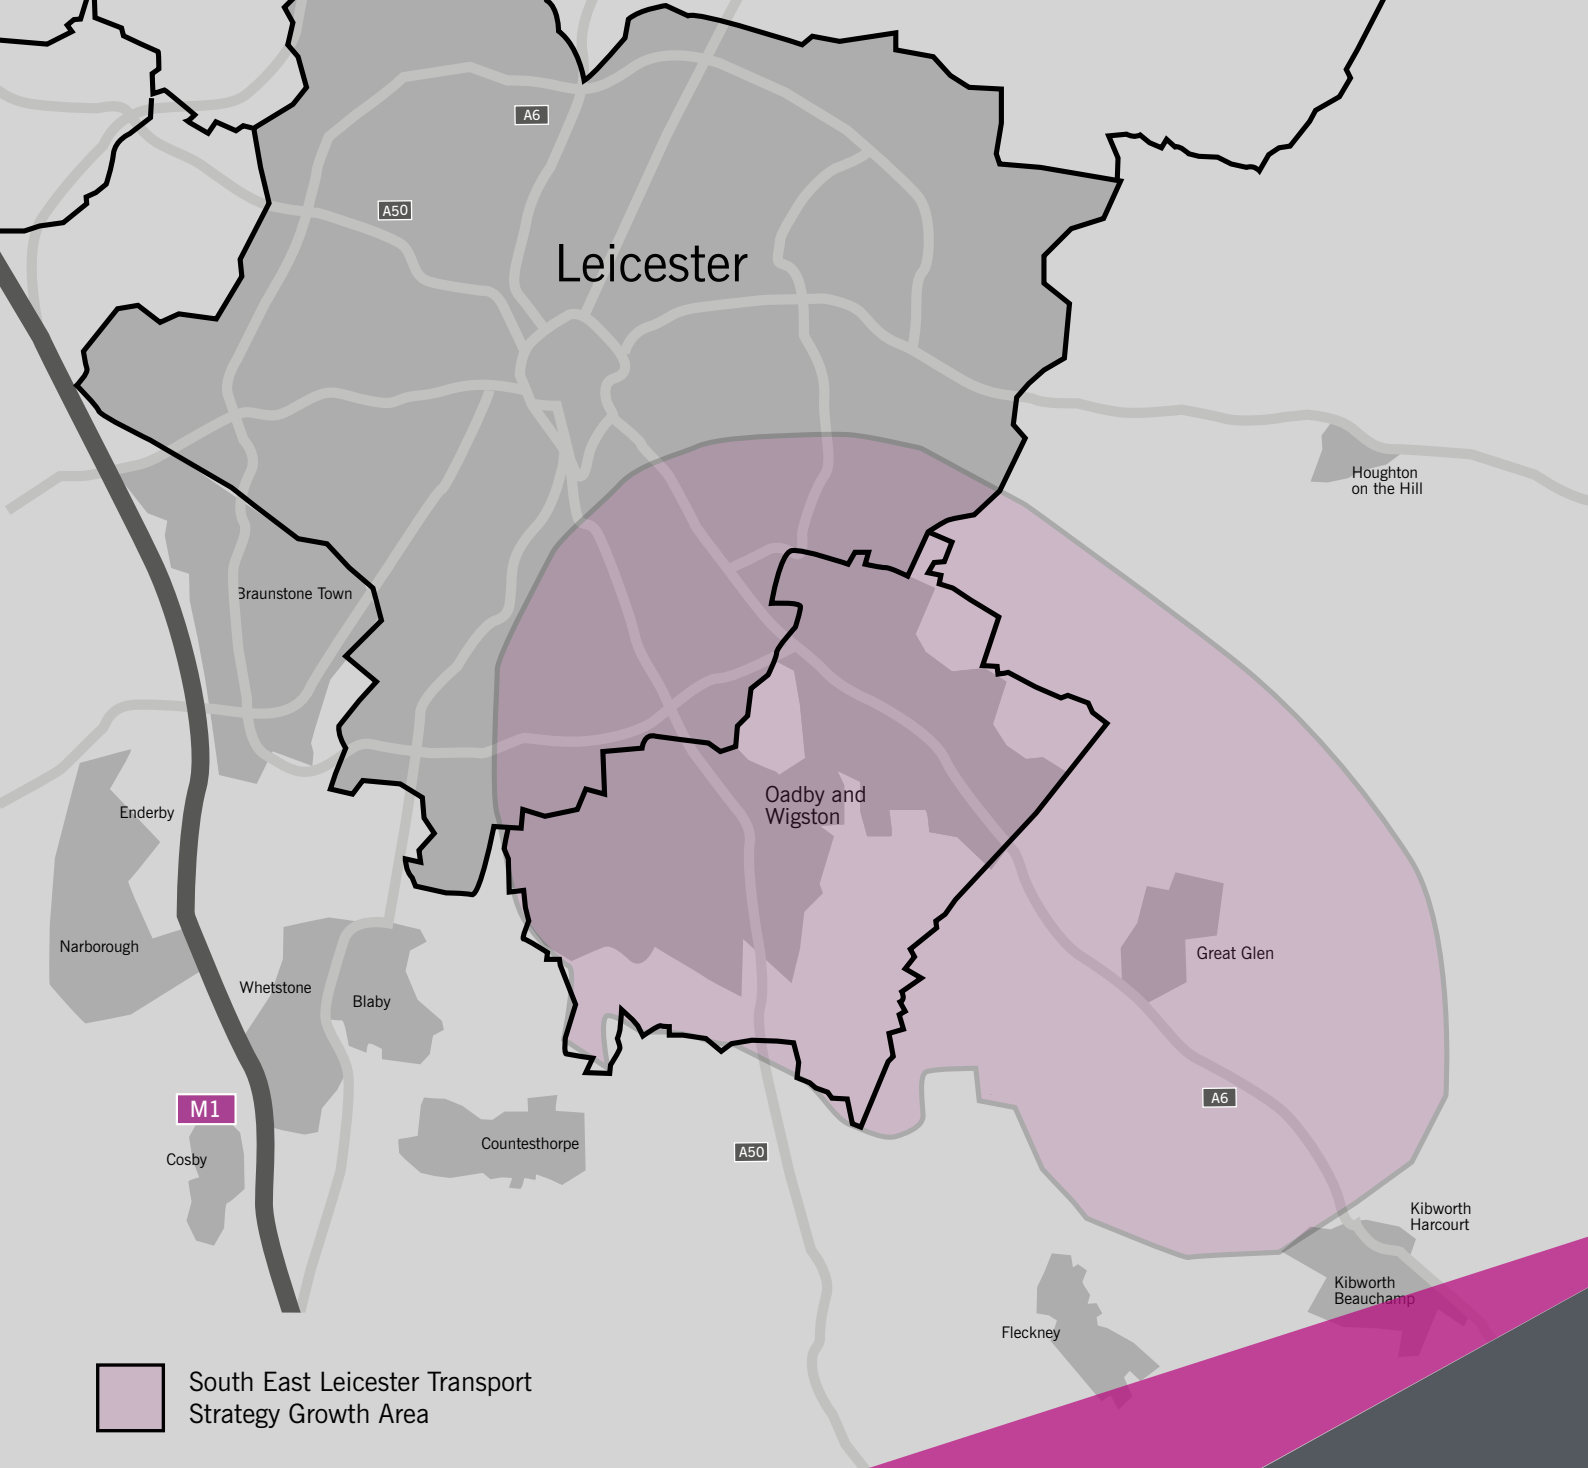 A6
A50
Leicester
Houghton
on the Hill
Braunstone Town
Enderby
Oadby and
Wigston
Narborough
Great Glen
Whetstone
Blaby
M1
A6
Countesthorpe
A50
Cosby
Kibworth
Harcourt
Kibworth
Beauchamp
Fleckney
South East Leicester Transport
Strategy Growth Area